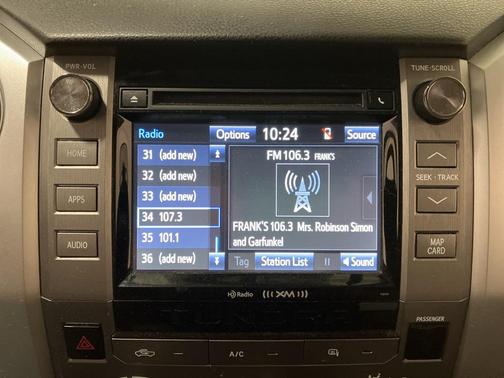 PWR·VOL
TUNE·SCROLL
Radio
Options
10:24
Source
31 (add new)
32 (add new)
33 (add new)
34 107.3
35 101.1
36 (add new)
FM 106.3 FRANK'S
FRANK'S 106.3 Mrs. Robinson Simon
and Garfunkel
Tag
Station List
Sound
HOME
APPS
AUDIO
SEEK · TRACK
MAP
CARD
HD Radio
((( XM )))
TUNDRA
PASSENGER
A/C